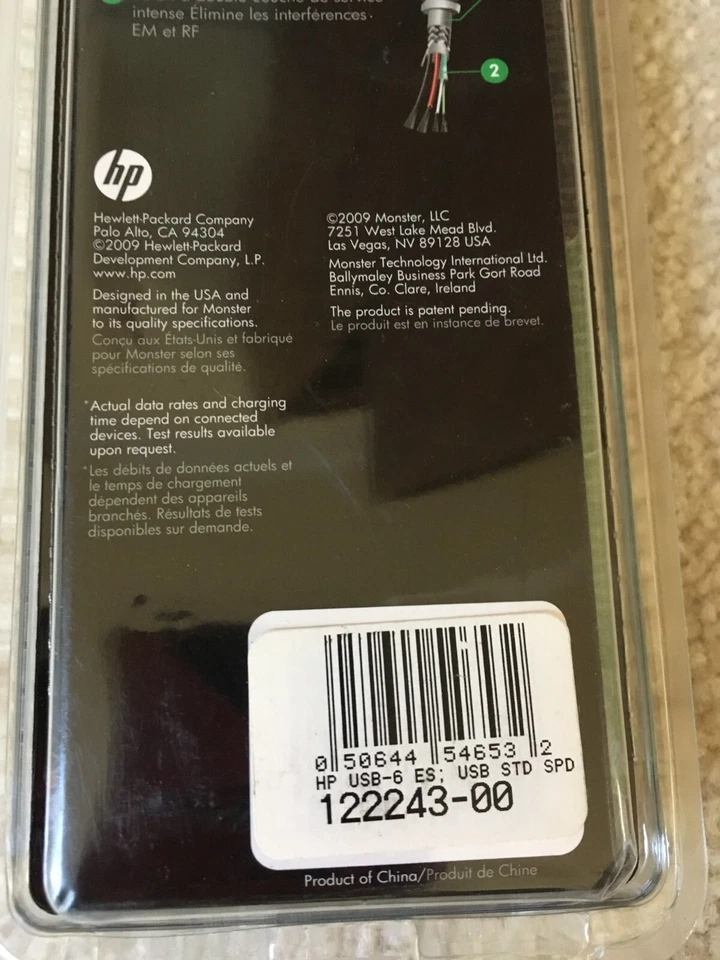 intense Élimine les interférences
EM et RF
2
hp
Hewlett-Packard Company
Palo Alto, CA 94304
©2009 Hewlett-Packard
Development Company, L.P.
www.hp.com
Designed in the USA and
manufactured for Monster
to its quality specifications.
Conçu aux États-Unis et fabriqué
pour Monster selon ses
spécifications de qualité.
*Actual data rates and charging
time depend on connected
devices. Test results available
upon request.
*Les débits de données actuels et
le temps de chargement
dépendent des appareils
branchés. Résultats de tests
disponibles sur demande.
©2009 Monster, LLC
7251 West Lake Mead Blvd.
Las Vegas, NV 89128 USA
Monster Technology International Ltd.
Ballymaley Business Park Gort Road
Ennis, Co. Clare, Ireland
The product is patent pending.
Le produit est en instance de brevet.
0 50644 54653 2
HP USB-6 ES; USB STD SPD
122243-00
Product of China/Produit de Chine